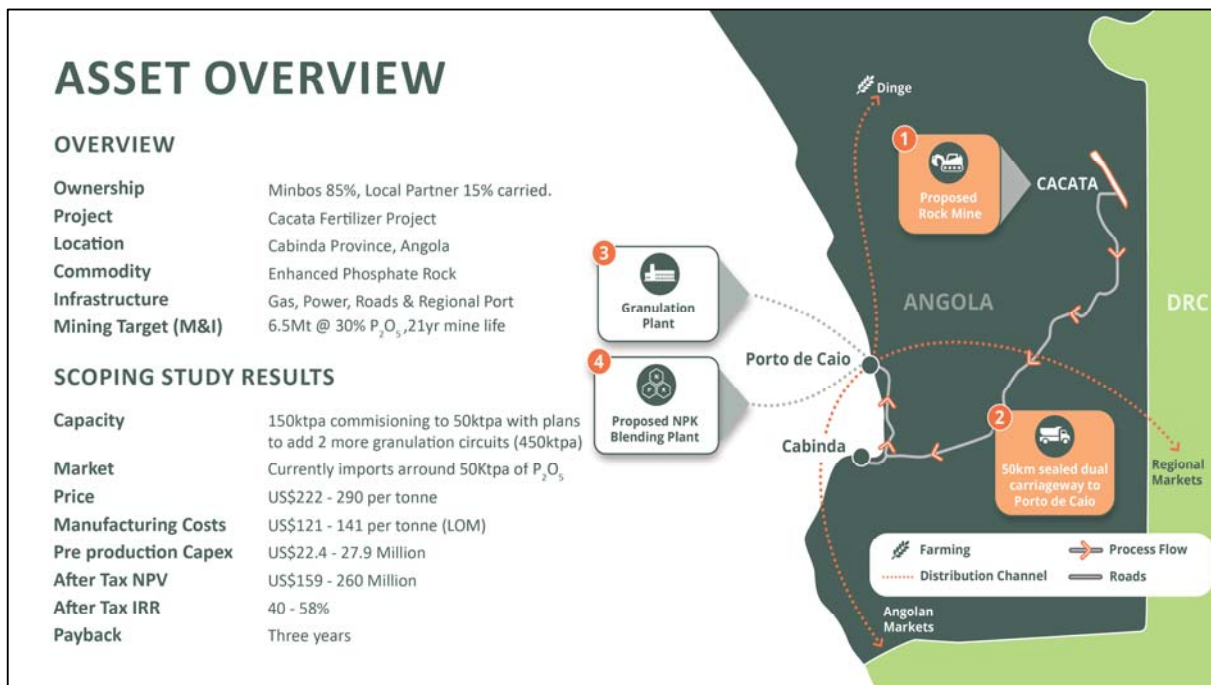 ASSET OVERVIEW
OVERVIEW
Ownership Minbos 85%, Local Partner 15% carried.
Project Cacata Fertilizer Project
Location Cabinda Province, Angola
Commodity Enhanced Phosphate Rock
Infrastructure Gas, Power, Roads & Regional Port
Mining Target (M&I) 6.5Mt @ 30% P₂O₅ ,21yr mine life
SCOPING STUDY RESULTS
Capacity 150ktpa commisioning to 50ktpa with plans
to add 2 more granulation circuits (450ktpa)
Market Currently imports arround 50Ktpa of P₂O₅
Price US$222 - 290 per tonne
Manufacturing Costs US$121 - 141 per tonne (LOM)
Pre production Capex US$22.4 - 27.9 Million
After Tax NPV US$159 - 260 Million
After Tax IRR 40 - 58%
Payback Three years
Dinge
1
Proposed
Rock Mine
CACATA
3
Granulation
Plant
ANGOLA
DRC
Porto de Caio
4
N
P K
Proposed NPK
Blending Plant
Cabinda
2
50km sealed dual
carriageway to
Porto de Caio
Regional
Markets
Farming
Process Flow
Distribution Channel
Roads
Angolan
Markets